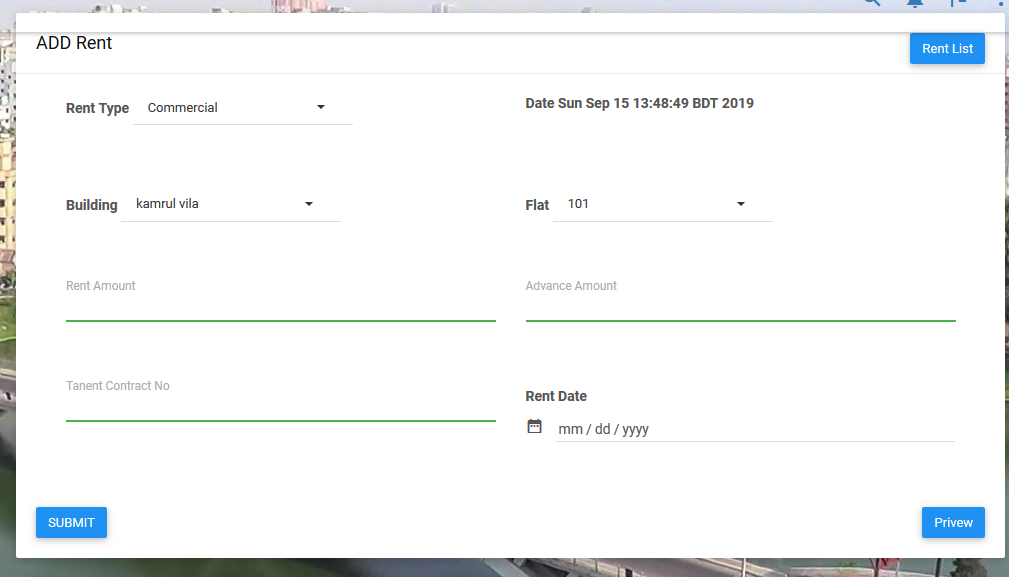 ADD Rent
Rent List
Rent Type Commercial
Date Sun Sep 15 13:48:49 BDT 2019
Building kamrul vila
Flat 101
Rent Amount
Advance Amount
Tanent Contract No
Rent Date
mm / dd / yyyy
SUBMIT
Privew